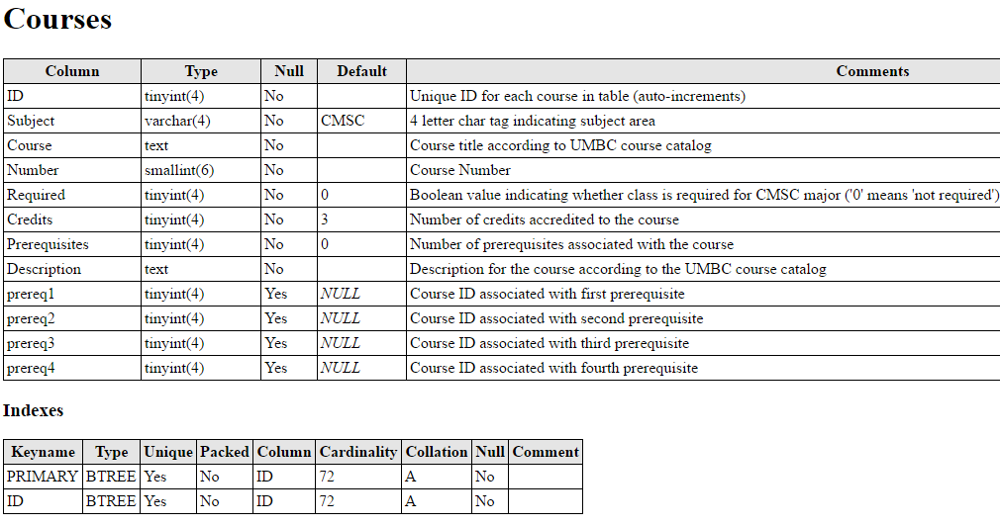 Courses
Column Type Null Default Comments
ID tinyint(4) No Unique ID for each course in table (auto-increments)
Subject varchar(4) No CMSC 4 letter char tag indicating subject area
Course text No Course title according to UMBC course catalog
Number smallint(6) No Course Number
Required tinyint(4) No 0 Boolean value indicating whether class is required for CMSC major ('0' means 'not required')
Credits tinyint(4) No 3 Number of credits accredited to the course
Prerequisites tinyint(4) No 0 Number of prerequisites associated with the course
Description text No Description for the course according to the UMBC course catalog
prereq1 tinyint(4) Yes NULL Course ID associated with first prerequisite
prereq2 tinyint(4) Yes NULL Course ID associated with second prerequisite
prereq3 tinyint(4) Yes NULL Course ID associated with third prerequisite
prereq4 tinyint(4) Yes NULL Course ID associated with fourth prerequisite
Indexes
Keyname Type Unique Packed Column Cardinality Collation Null Comment
PRIMARY BTREE Yes No ID 72 A No
ID BTREE Yes No ID 72 A No